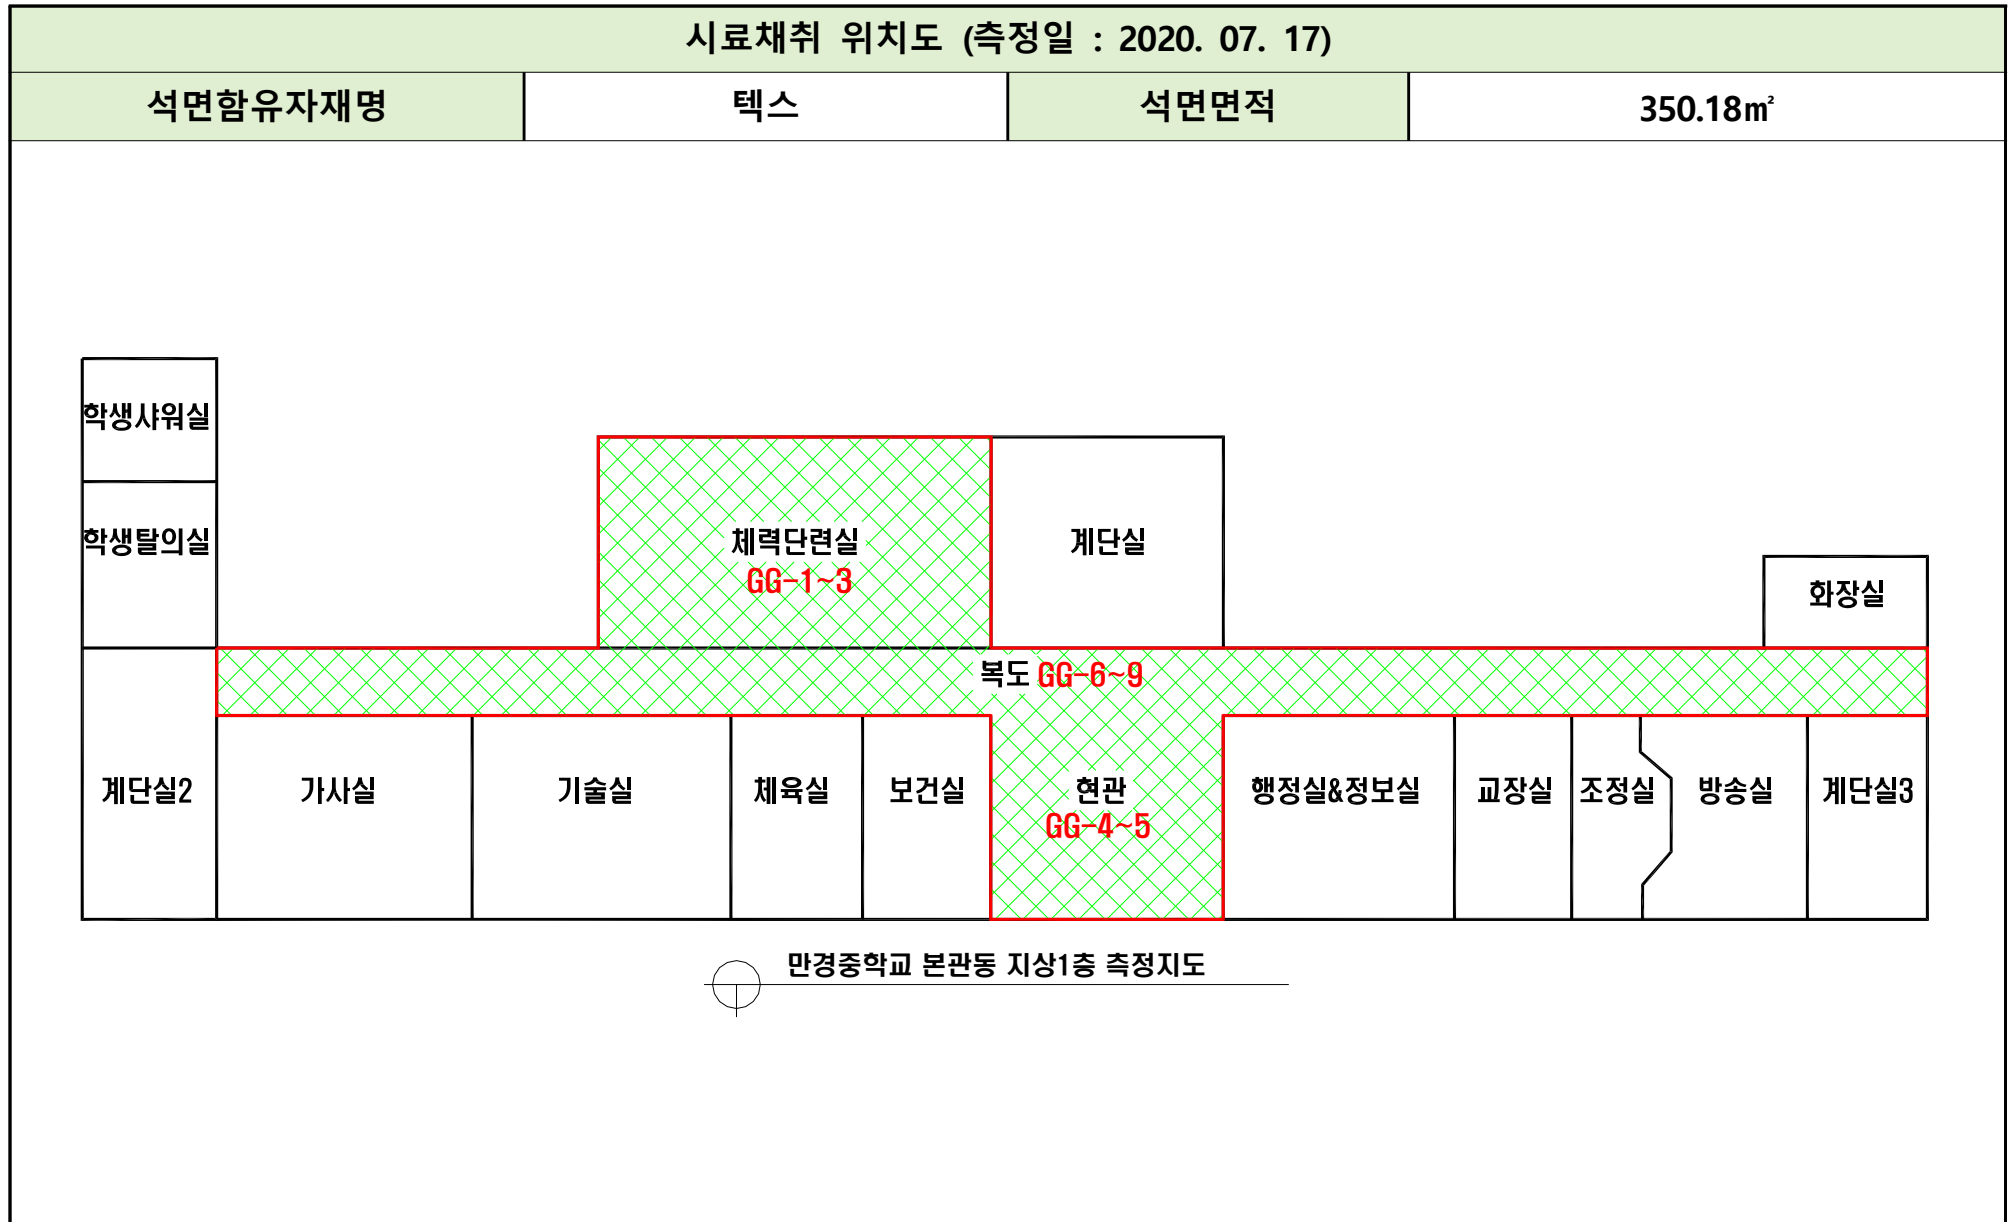 시료채취 위치도 (측정일 : 2020. 07. 17)
석면함유자재명 텍스 석면면적 350.18㎡
학생샤워실
학생탈의실
체력단련실
GG-1~3
계단실
화장실
복도 GG-6~9
계단실2
가사실
기술실
체육실
보건실
현관
GG-4~5
행정실&정보실
교장실
조정실
방송실
계단실3
만경중학교 본관동 지상1층 측정지도